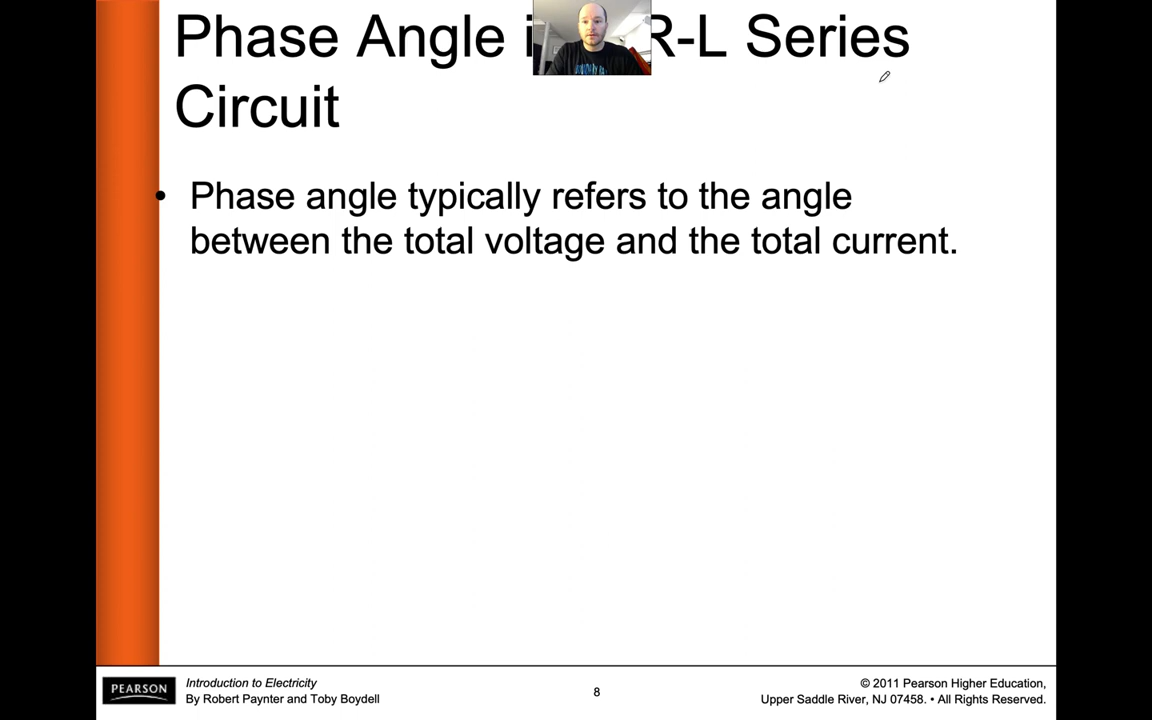 Phase Angle R-L Series
Circuit
• Phase angle typically refers to the angle
between the total voltage and the total current.
PEARSON
Introduction to Electricity
By Robert Paynter and Toby Boydell
8
© 2011 Pearson Higher Education,
Upper Saddle River, NJ 07458. • All Rights Reserved.